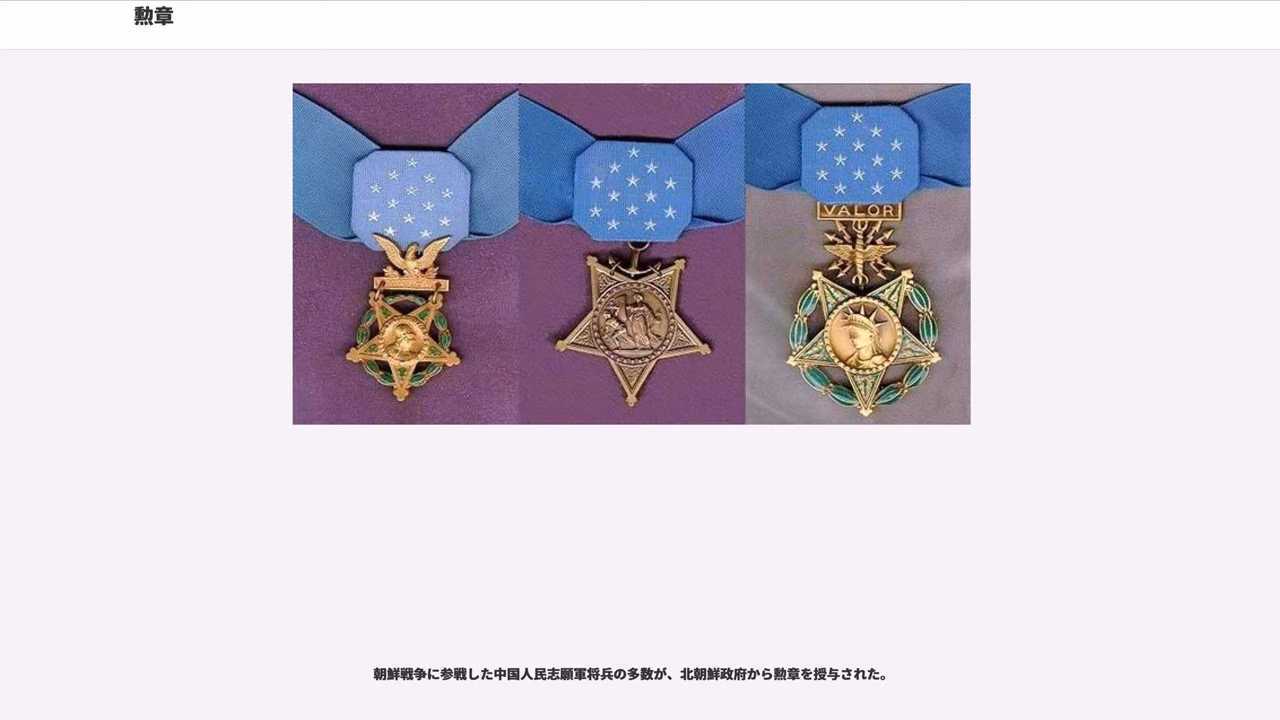 勲章
VALOR
朝鮮戦争に参戦した中国人民志願軍将兵の多数が、北朝鮮政府から勲章を授与された。